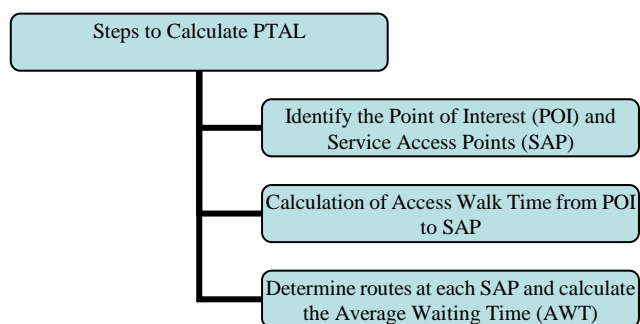 Steps to Calculate PTAL
Identify the Point of Interest (POI) and
Service Access Points (SAP)
Calculation of Access Walk Time from POI
to SAP
Determine routes at each SAP and calculate
the Average Waiting Time (AWT)